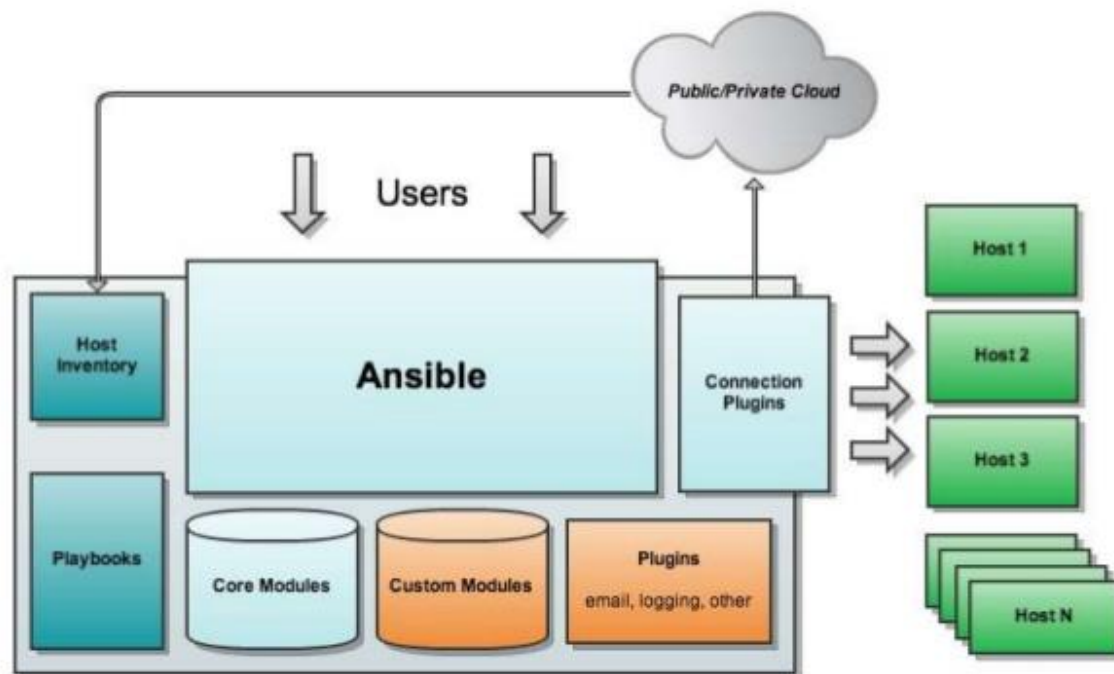 Public/Private Cloud
Users
Host 1
Host
Inventory
Ansible
Connection
Plugins
Host 2
Host 3
Playbooks
Core Modules
Custom Modules
Plugins
email, logging, other
Host N